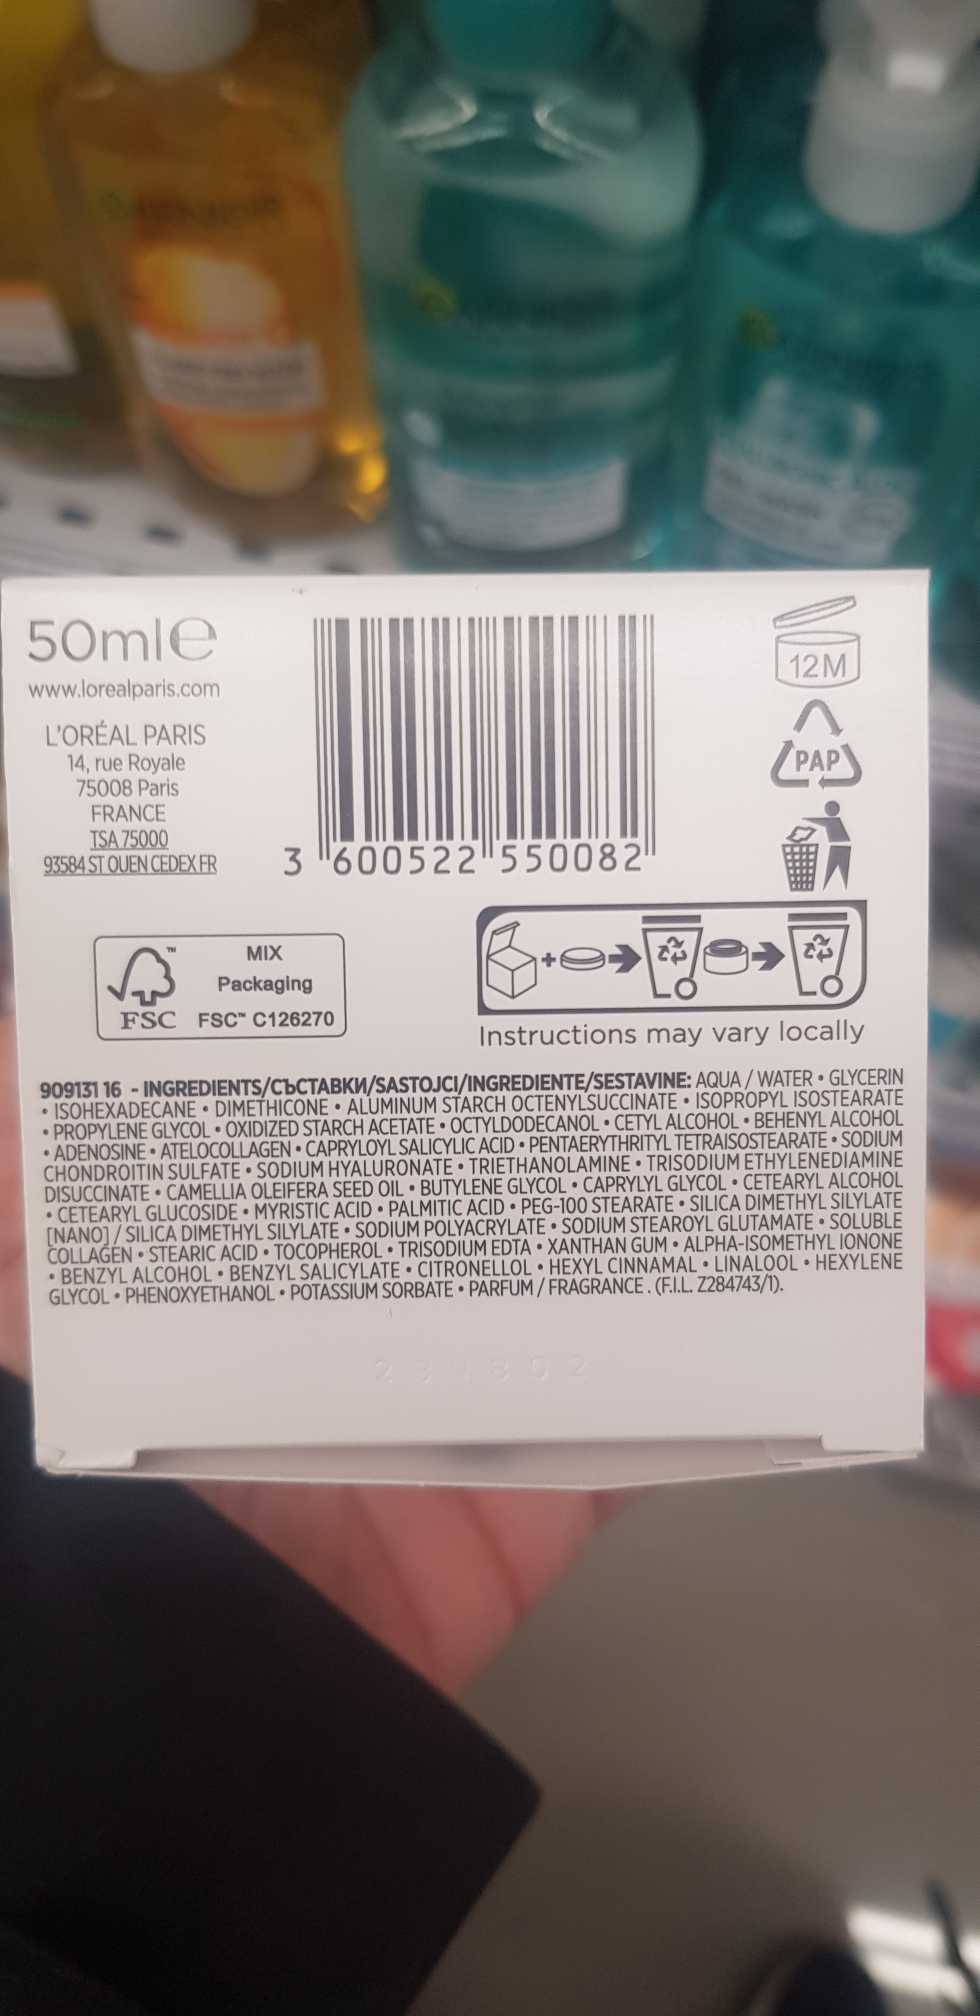 50ml℮
www.lorealparis.com
L'ORÉAL PARIS
14, rue Royale
75008 Paris
FRANCE
TSA 75000
93584 ST OUEN CEDEX FR
3 600522 550082
12M
PAP
FSC™
MIX
Packaging
FSC™ C126270
Instructions may vary locally
909131 16 - INGREDIENTS/СЪСТАВКИ/SASTOJCI/INGREDIENTE/SESTAVINE: AQUA / WATER • GLYCERIN
• ISOHEXADECANE • DIMETHICONE • ALUMINUM STARCH OCTENYLSUCCINATE • ISOPROPYL ISOSTEARATE
• PROPYLENE GLYCOL • OXIDIZED STARCH ACETATE • OCTYLDODECANOL • CETYL ALCOHOL • BEHENYL ALCOHOL
• ADENOSINE • ATELOCOLLAGEN • CAPRYLOYL SALICYLIC ACID • PENTAERYTHRITYL TETRAISOSTEARATE • SODIUM
CHONDROITIN SULFATE • SODIUM HYALURONATE • TRIETHANOLAMINE • TRISODIUM ETHYLENEDIAMINE
DISUCCINATE • CAMELLIA OLEIFERA SEED OIL • BUTYLENE GLYCOL • CAPRYLYL GLYCOL • CETEARYL ALCOHOL
• CETEARYL GLUCOSIDE • MYRISTIC ACID • PALMITIC ACID • PEG-100 STEARATE • SILICA DIMETHYL SILYLATE
[NANO] / SILICA DIMETHYL SILYLATE • SODIUM POLYACRYLATE • SODIUM STEAROYL GLUTAMATE • SOLUBLE
COLLAGEN • STEARIC ACID • TOCOPHEROL • TRISODIUM EDTA • XANTHAN GUM • ALPHA-ISOMETHYL IONONE
• BENZYL ALCOHOL • BENZYL SALICYLATE • CITRONELLOL • HEXYL CINNAMAL • LINALOOL • HEXYLENE
GLYCOL • PHENOXYETHANOL • POTASSIUM SORBATE • PARFUM / FRAGRANCE . (F.I.L. Z284743/1).